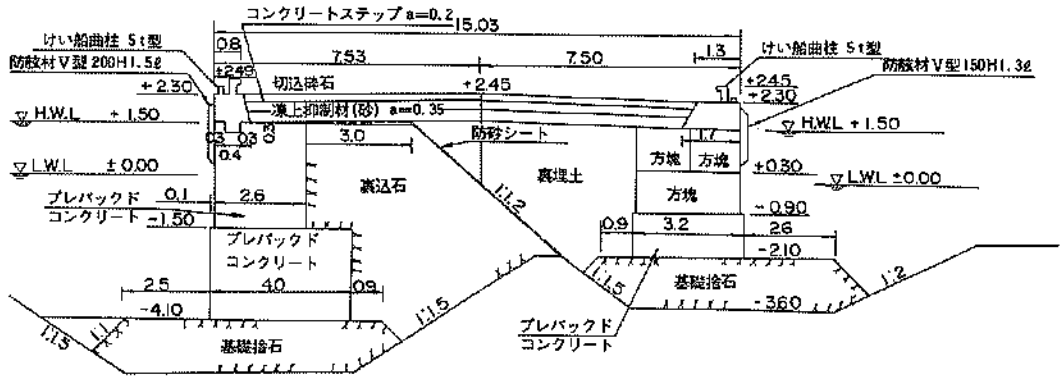 コンクリートステップ a=0.2
15.03
けい船曲柱 St型
防舷材V型200H1.5ℓ
0.8
7.53
7.50
1.3
けい船曲柱 St型
防舷材V型150H1.3ℓ
+2.45
+2.30
切込砕石
+2.45
+2.45
+2.30
凍上抑制材(砂) a=0.35
H.W.L +1.50
H.W.L +1.50
0.3
0.3
0.3
0.4
3.0
防砂シート
1.7
方塊
方塊
+0.30
L.W.L ±0.00
L.W.L ±0.00
裏込石
裏埋土
方塊
1:1.2
0.1
2.6
プレパックド
コンクリート
-1.50
-0.90
0.9
3.2
2.6
-2.10
プレパックド
コンクリート
2.5
4.0
0.9
1:1.5
基礎捨石
1:2
-3.60
-4.10
1:1.5
1:1
1:1.5
基礎捨石
プレパックド
コンクリート